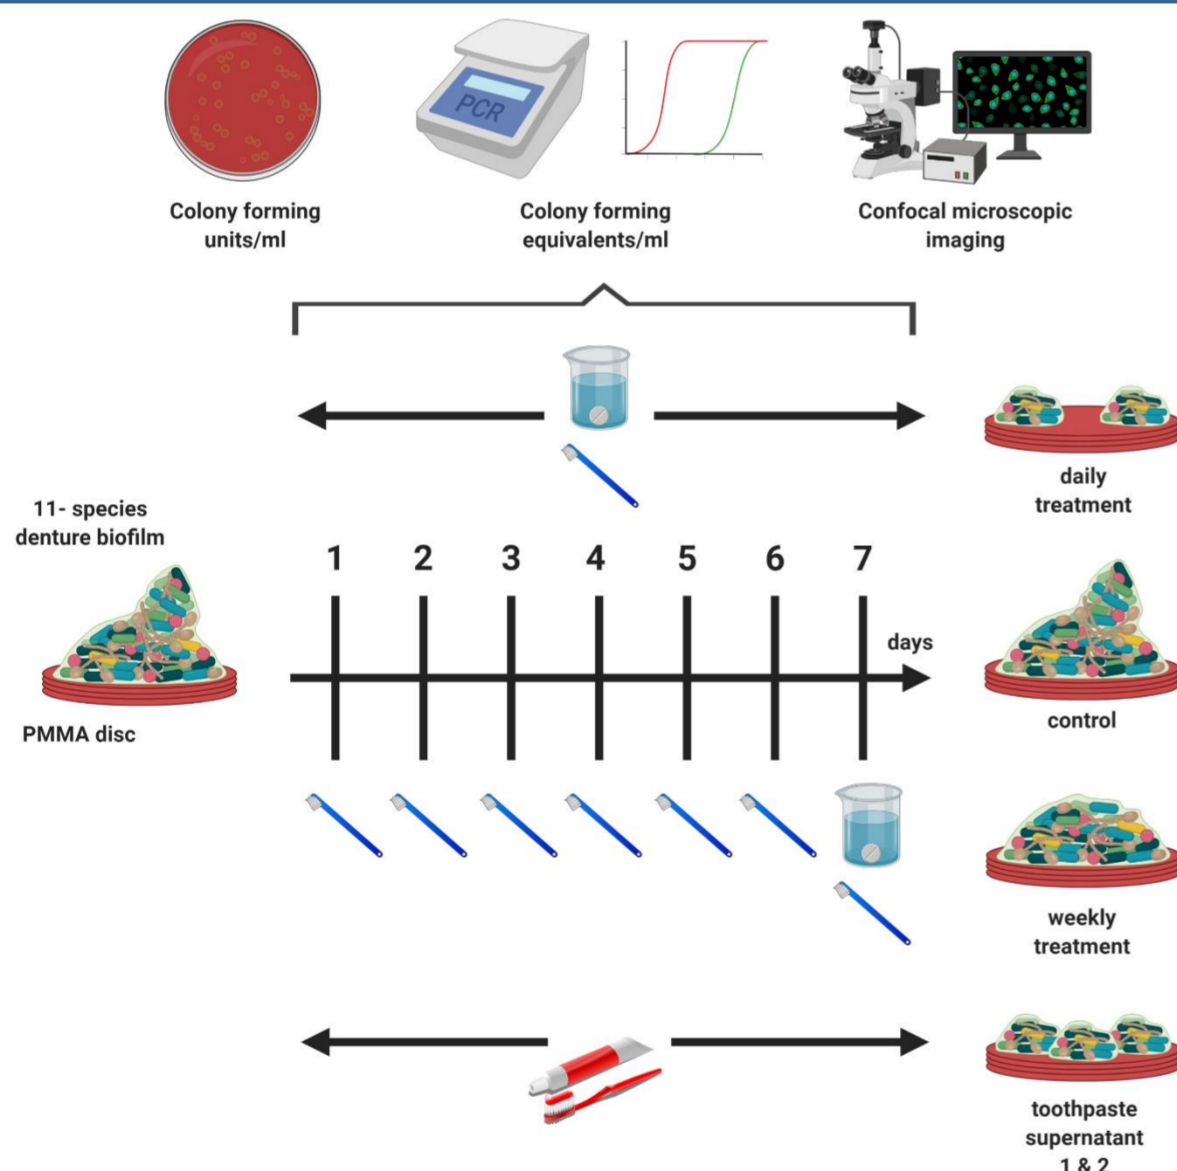 PCR
Colony forming
units/ml
Colony forming
equivalents/ml
Confocal microscopic
imaging
daily
treatment
11- species
denture biofilm
1 2 3 4 5 6 7
days
PMMA disc
control
weekly
treatment
toothpaste
supernatant
1 & 2